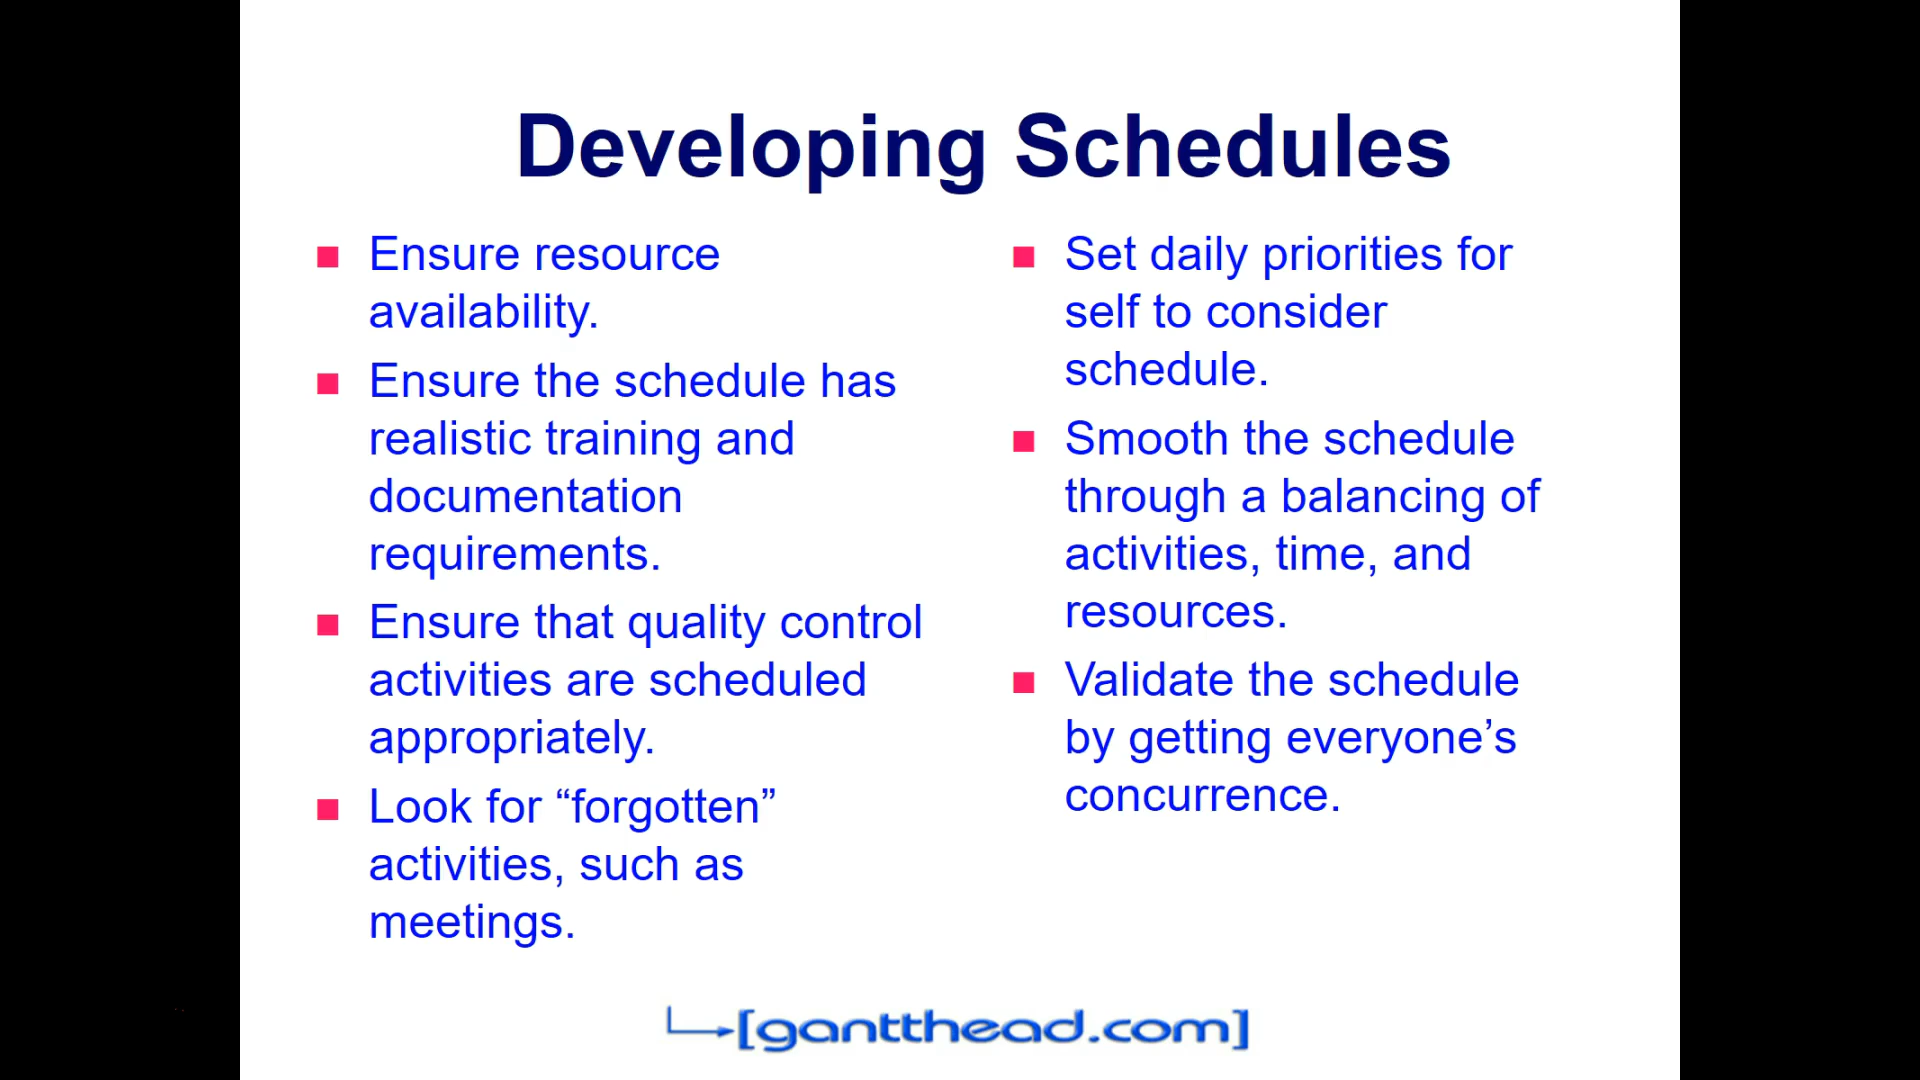 Developing Schedules
Ensure resource
availability.
Ensure the schedule has
realistic training and
documentation
requirements.
Ensure that quality control
activities are scheduled
appropriately.
Look for “forgotten”
activities, such as
meetings.
Set daily priorities for
self to consider
schedule.
Smooth the schedule
through a balancing of
activities, time, and
resources.
Validate the schedule
by getting everyone’s
concurrence.
[gantthead.com]